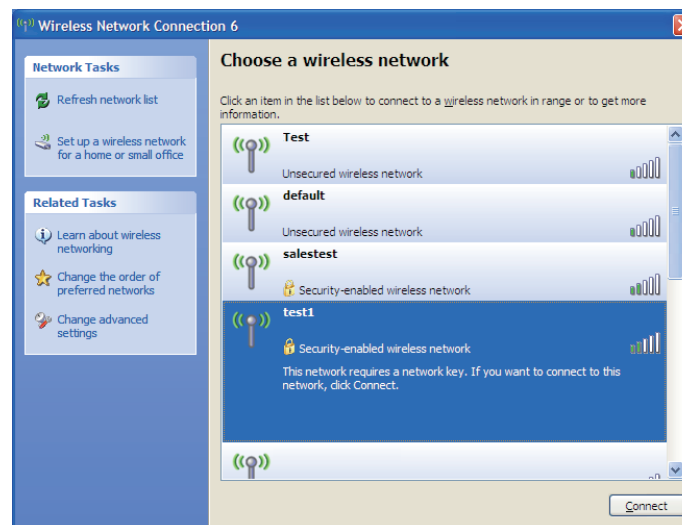 Wireless Network Connection 6
Network Tasks
Refresh network list
Set up a wireless network
for a home or small office
Related Tasks
Learn about wireless
networking
Change the order of
preferred networks
Change advanced
settings
Choose a wireless network
Click an item in the list below to connect to a wireless network in range or to get more
information.
Test
Unsecured wireless network
default
Unsecured wireless network
salestest
Security-enabled wireless network
test1
Security-enabled wireless network
This network requires a network key. If you want to connect to this
network, click Connect.
Connect